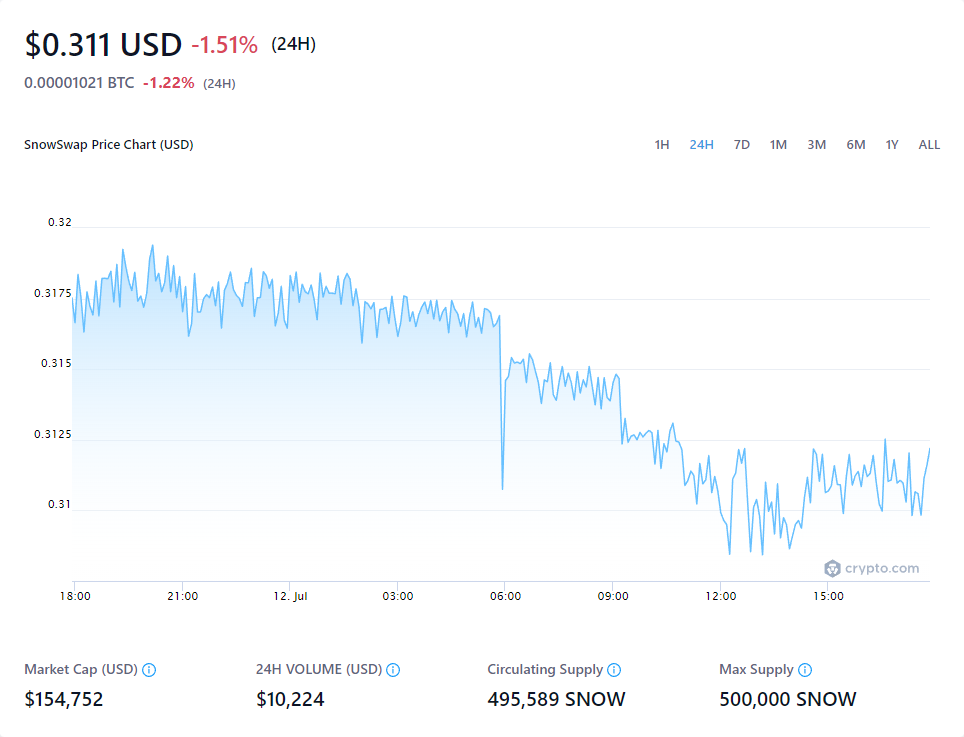 $0.311 USD -1.51% (24H)
0.00001021 BTC -1.22% (24H)
SnowSwap Price Chart (USD) 1H 24H 7D 1M 3M 6M 1Y ALL
0.32
0.3175
0.315
0.3125
0.31
crypto.com
18:00 21:00 12. Jul 03:00 06:00 09:00 12:00 15:00
Market Cap (USD) 24H VOLUME (USD) Circulating Supply Max Supply
$154,752 $10,224 495,589 SNOW 500,000 SNOW